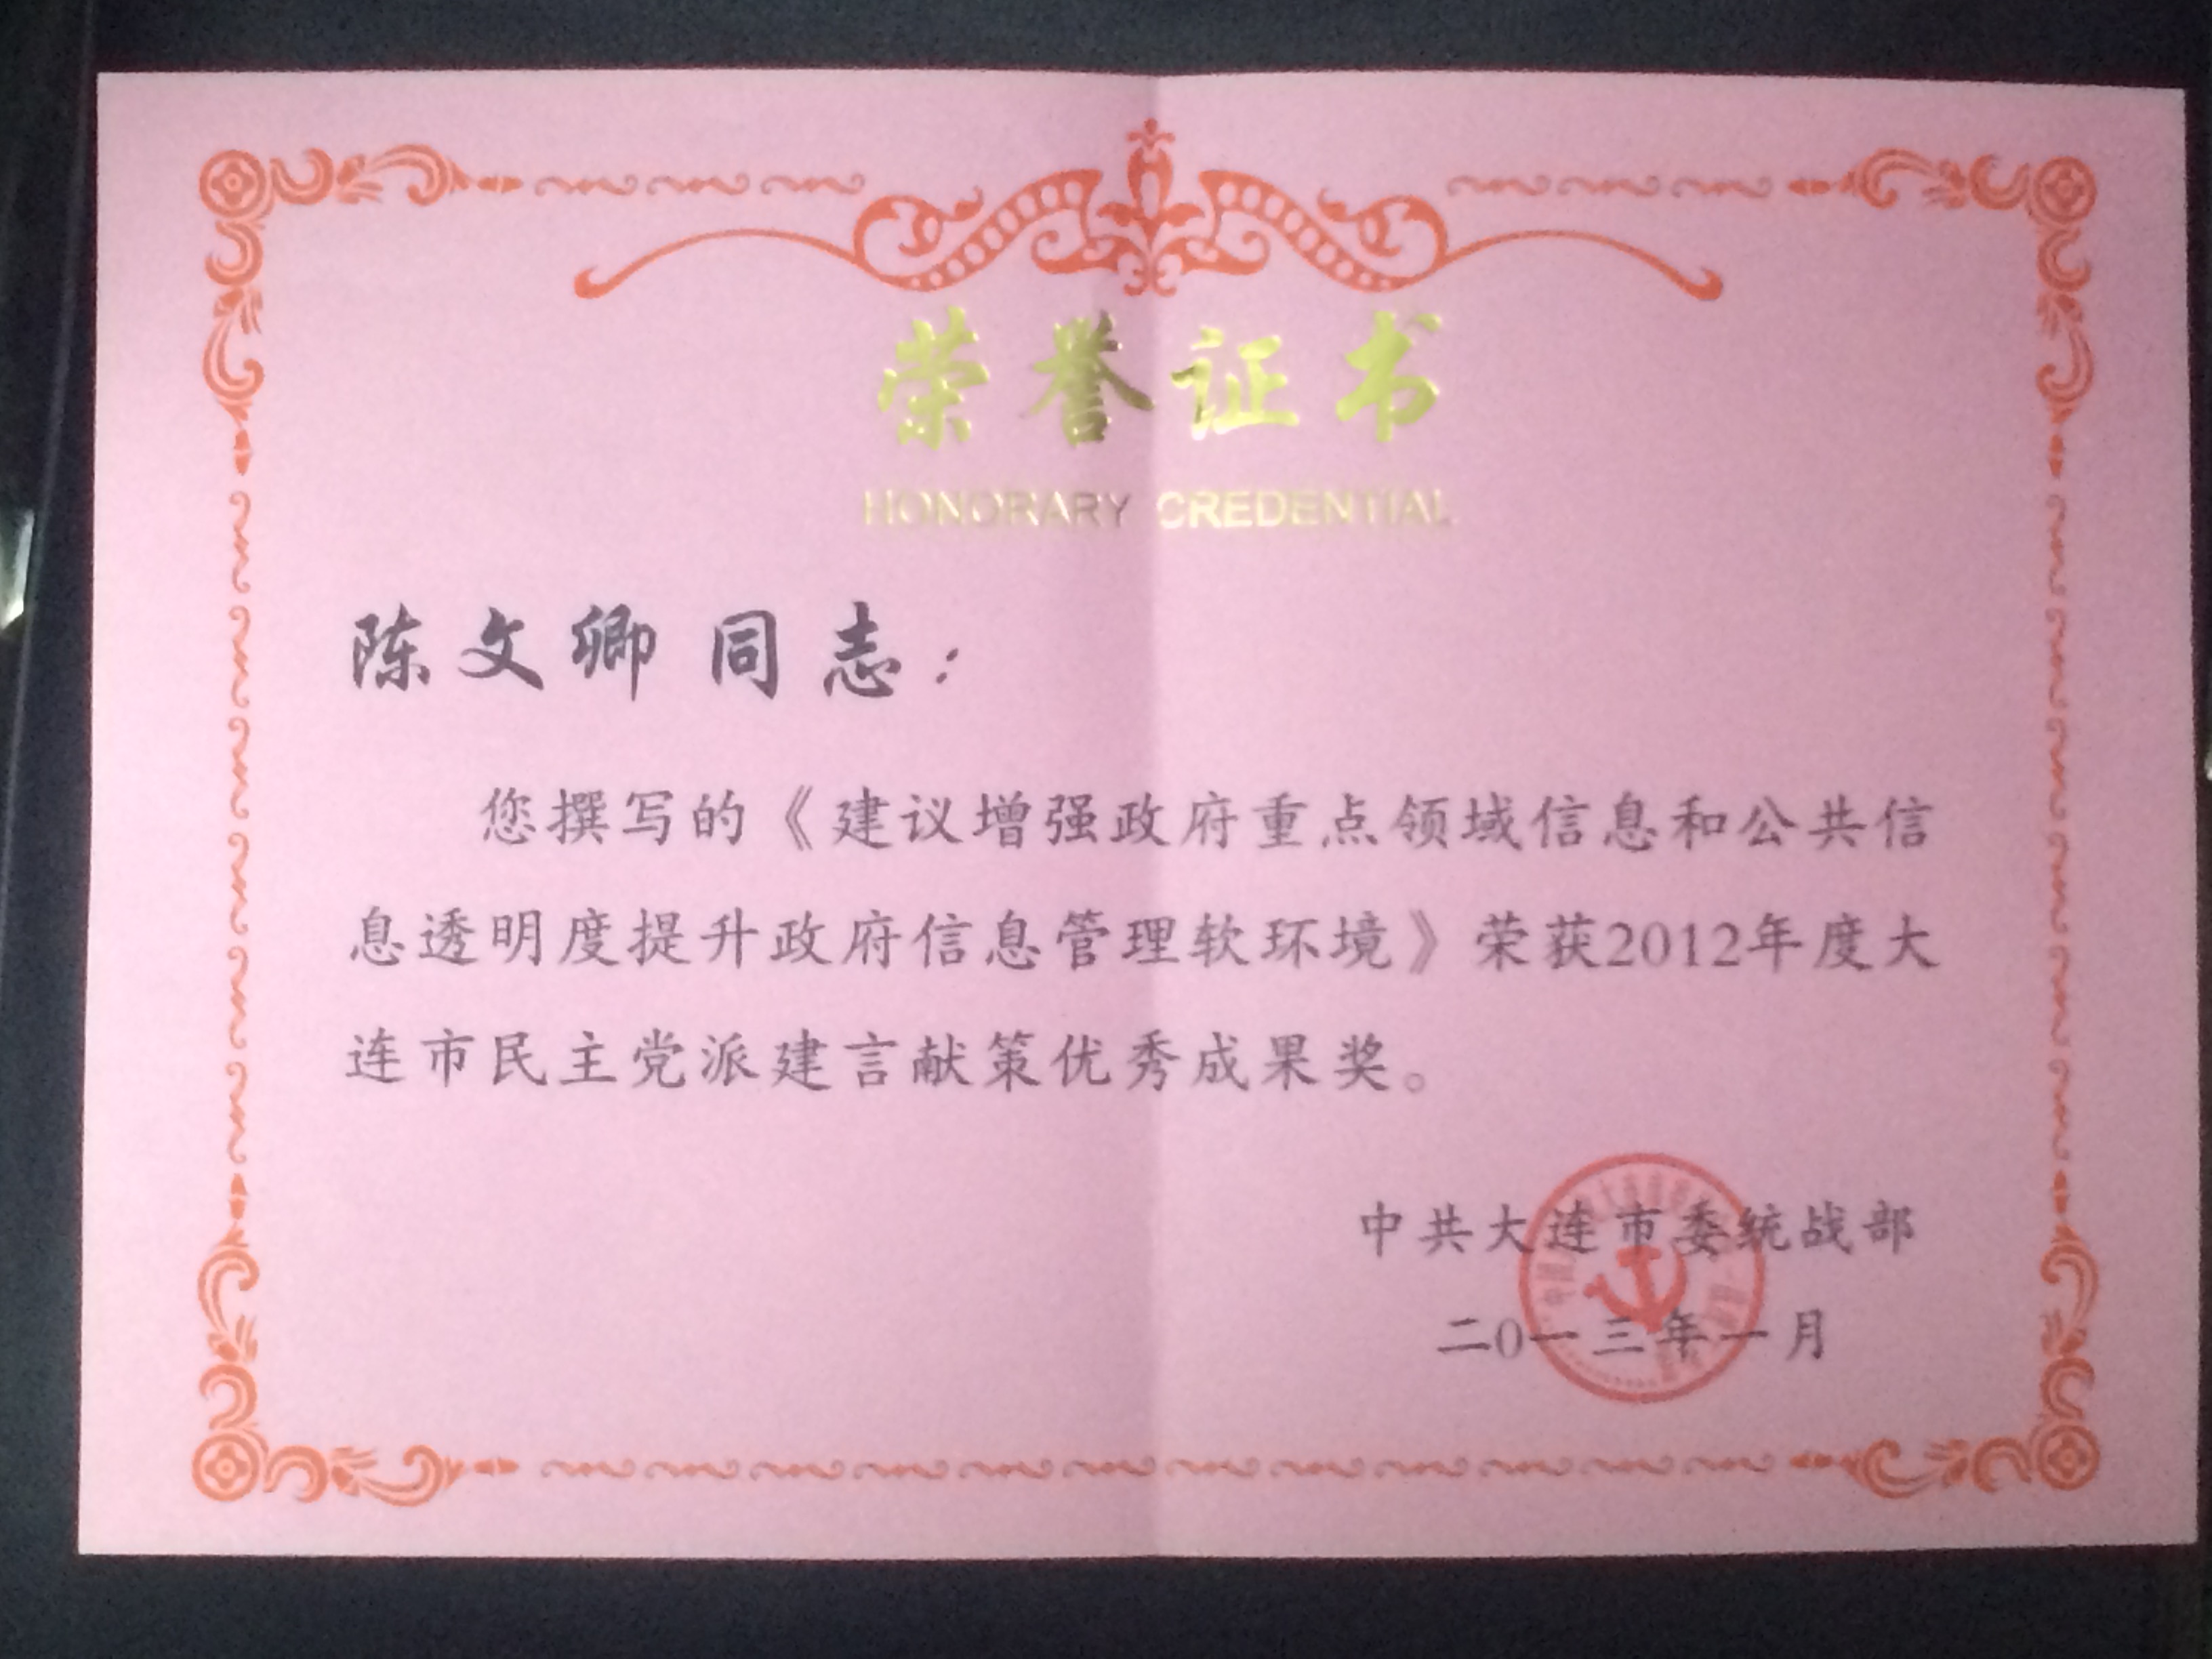 荣誉证书
HONORARY CREDENTIAL
陈文卿 同志：
您撰写的《建议增强政府重点领域信息和公共信
息透明度提升政府信息管理软环境》荣获2012年度大
连市民主党派建言献策优秀成果奖。
中共大连市委统战部
二0一三年一月